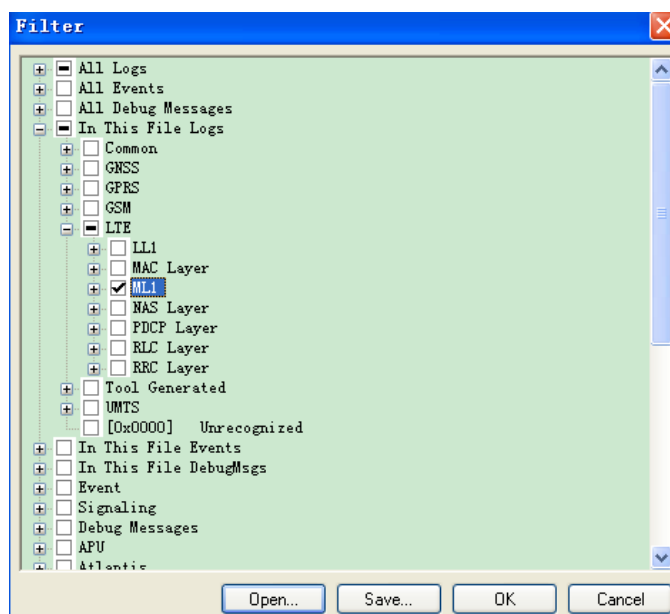 Filter
All Logs
All Events
All Debug Messages
In This File Logs
Common
GNSS
GPRS
GSM
LTE
LL1
MAC Layer
ML1
NAS Layer
PDCP Layer
RLC Layer
RRC Layer
Tool Generated
UMTS
[0x0000] Unrecognized
In This File Events
In This File DebugMsgs
Event
Signaling
Debug Messages
APU
Atlantis
Open... Save... OK Cancel